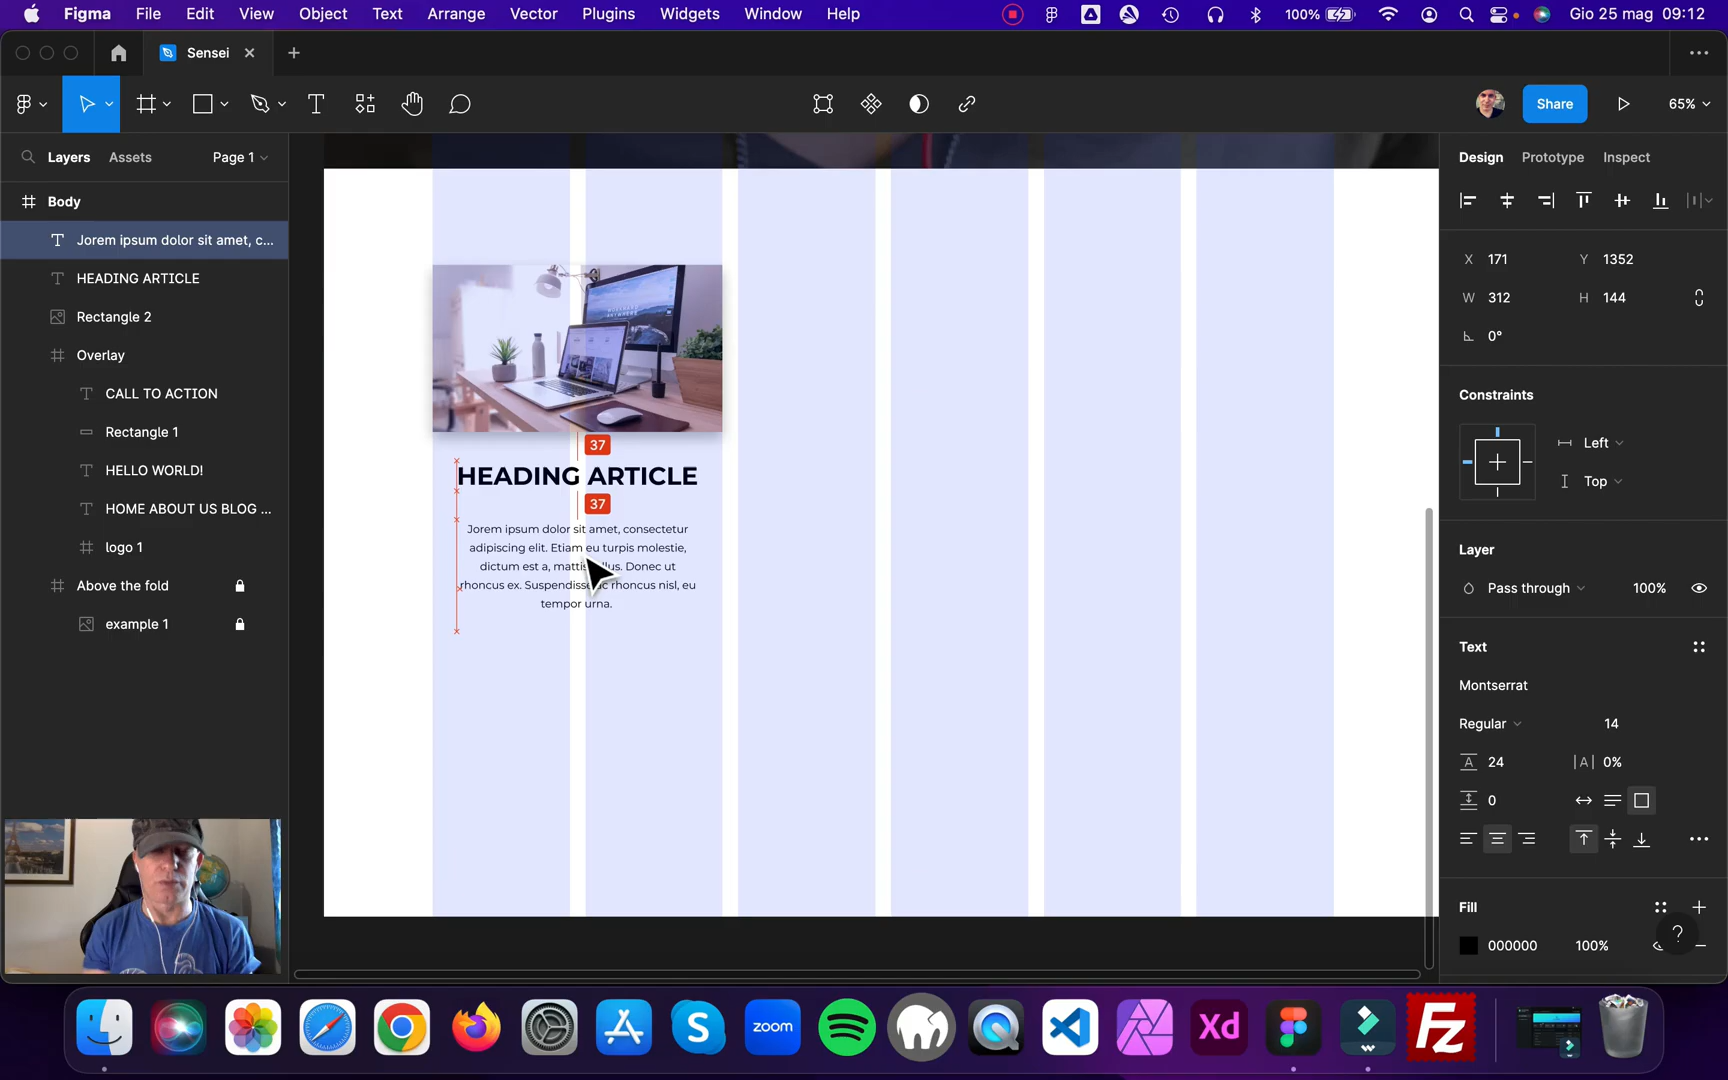 Figma File Edit View Object Text Arrange Vector Plugins Widgets Window Help 100% Gio 25 mag 09:12
Sensei
Share 65%
Layers Assets Page 1
Design Prototype Inspect
Body
Jorem ipsum dolor sit amet, c...
HEADING ARTICLE
Rectangle 2
Overlay
CALL TO ACTION
Rectangle 1
HELLO WORLD!
HOME ABOUT US BLOG ...
logo 1
Above the fold
example 1
37
HEADING ARTICLE
37
Jorem ipsum dolor sit amet, consectetur
adipiscing elit. Etiam eu turpis molestie,
dictum est a, mattis tellus. Donec ut
rhoncus ex. Suspendisse ac rhoncus nisl, eu
tempor urna.
X 171 Y 1352
W 312 H 144
0°
Constraints
Left
Top
Layer
Pass through 100%
Text
Montserrat
Regular 14
A 24 |A| 0%
0
Fill
000000 100%
?
zoom
Xd
Fz